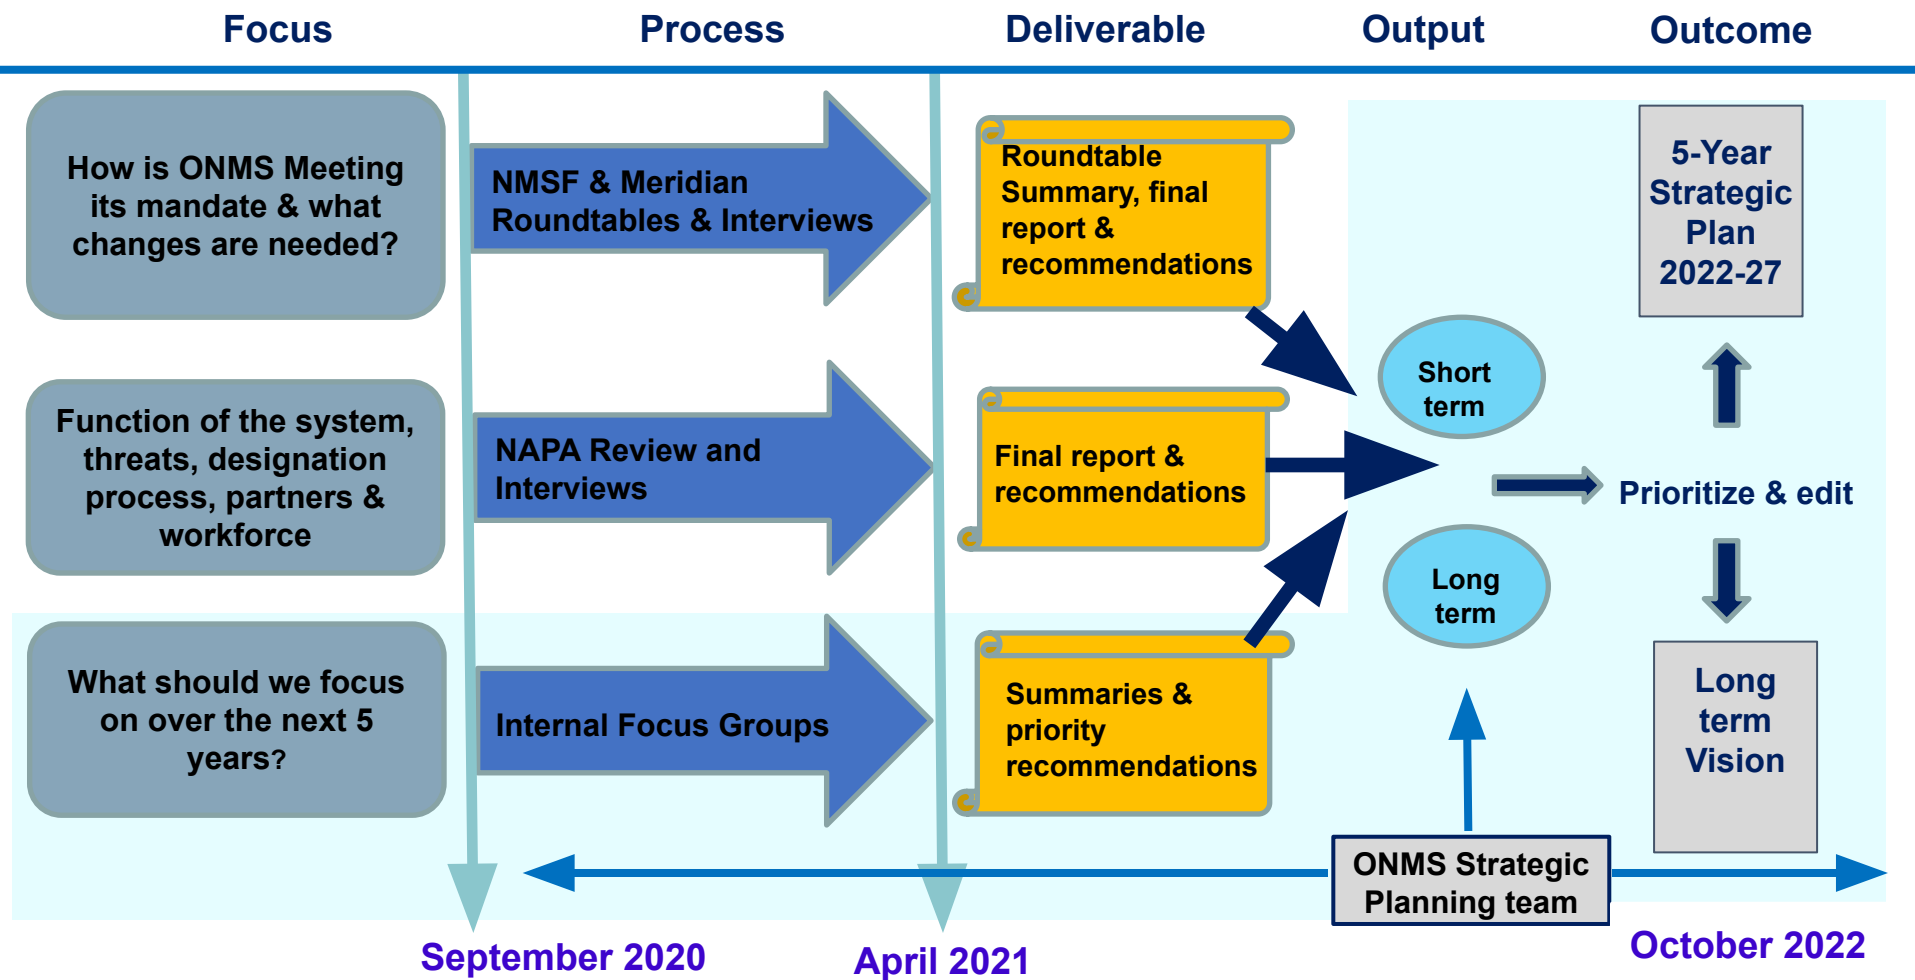 Focus
Process
Deliverable
Output
Outcome
How is ONMS Meeting
its mandate & what
changes are needed?
NMSF & Meridian
Roundtables & Interviews
Roundtable
Summary, final
report &
recommendations
5-Year
Strategic
Plan
2022-27
Function of the system,
threats, designation
process, partners &
workforce
NAPA Review and
Interviews
Final report &
recommendations
Short
term
Prioritize & edit
Long
term
What should we focus
on over the next 5
years?
Internal Focus Groups
Summaries &
priority
recommendations
Long
term
Vision
ONMS Strategic
Planning team
September 2020
April 2021
October 2022